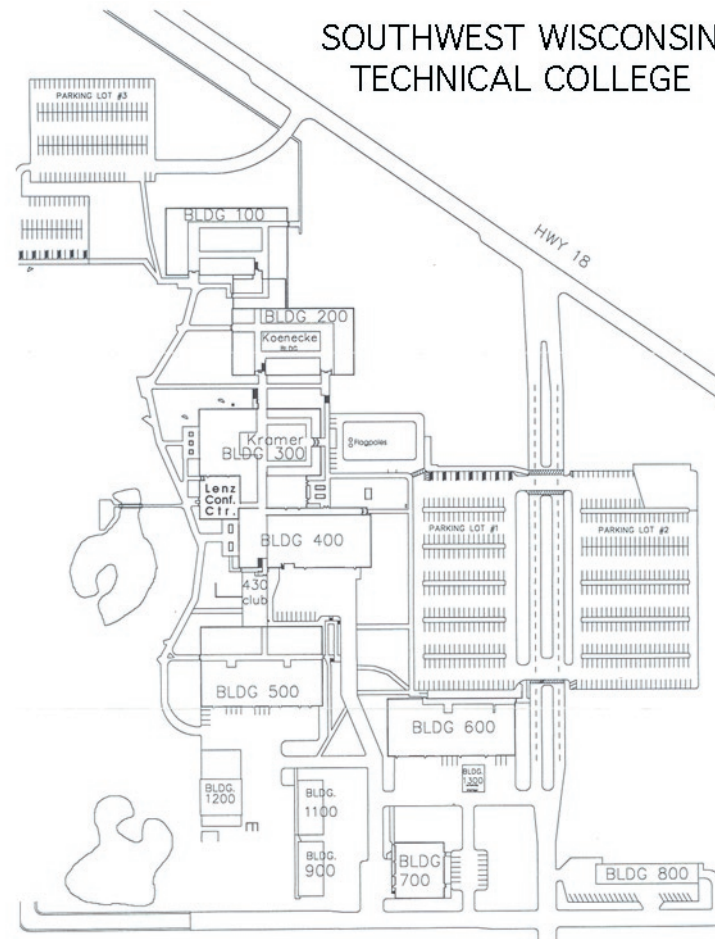 SOUTHWEST WISCONSIN
TECHNICAL COLLEGE
PARKING LOT #3
BLDG 100
HWY 18
BLDG 200
Koenecke
BLDG
Kramer
BLDG 300
Flagpoles
Lenz
Conf.
Ctr.
PARKING LOT #1
PARKING LOT #2
BLDG 400
430
club
BLDG 500
BLDG 600
BLDG.
1300
BLDG.
1200
BLDG.
1100
BLDG.
900
BLDG
700
BLDG 800